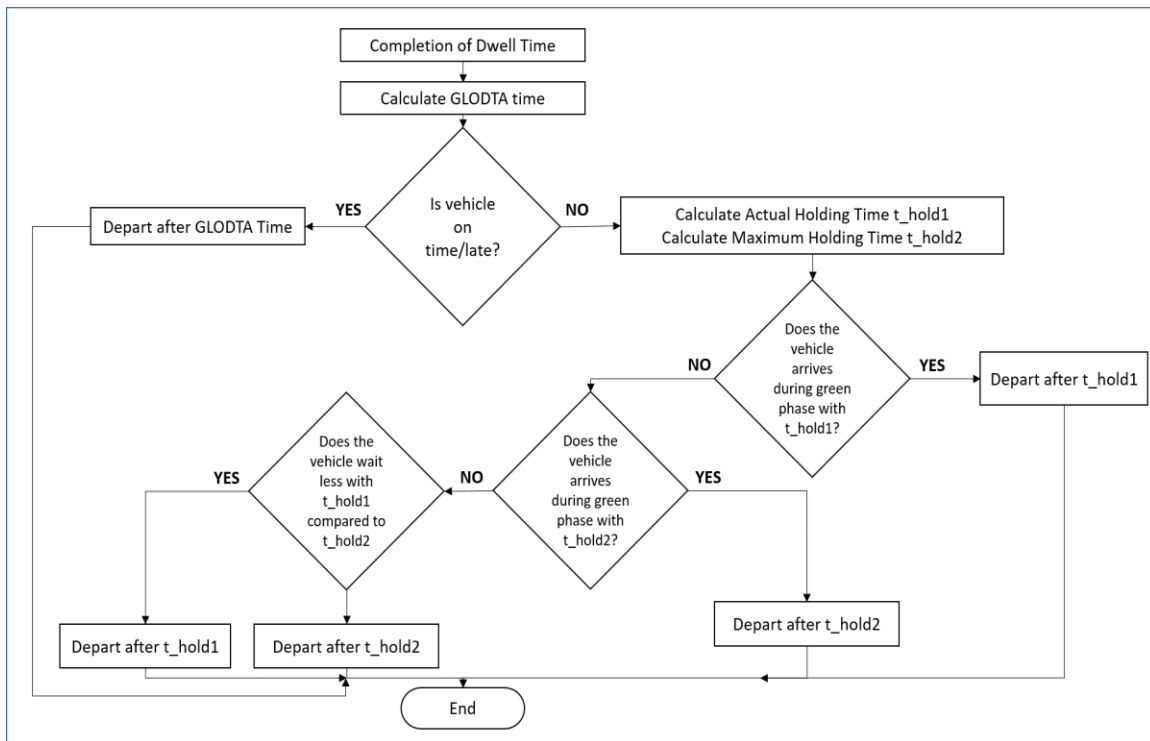 Completion of Dwell Time
Calculate GLODTA time
Is vehicle
on
time/late?
YES
NO
Depart after GLODTA Time
Calculate Actual Holding Time t_hold1
Calculate Maximum Holding Time t_hold2
Does the
vehicle
arrives
during green
phase with
t_hold1?
NO
YES
Depart after t_hold1
Does the
vehicle
arrives
during green
phase with
t_hold2?
NO
YES
Does the
vehicle wait
less with
t_hold1
compared to
t_hold2
YES
Depart after t_hold1
Depart after t_hold2
Depart after t_hold2
End